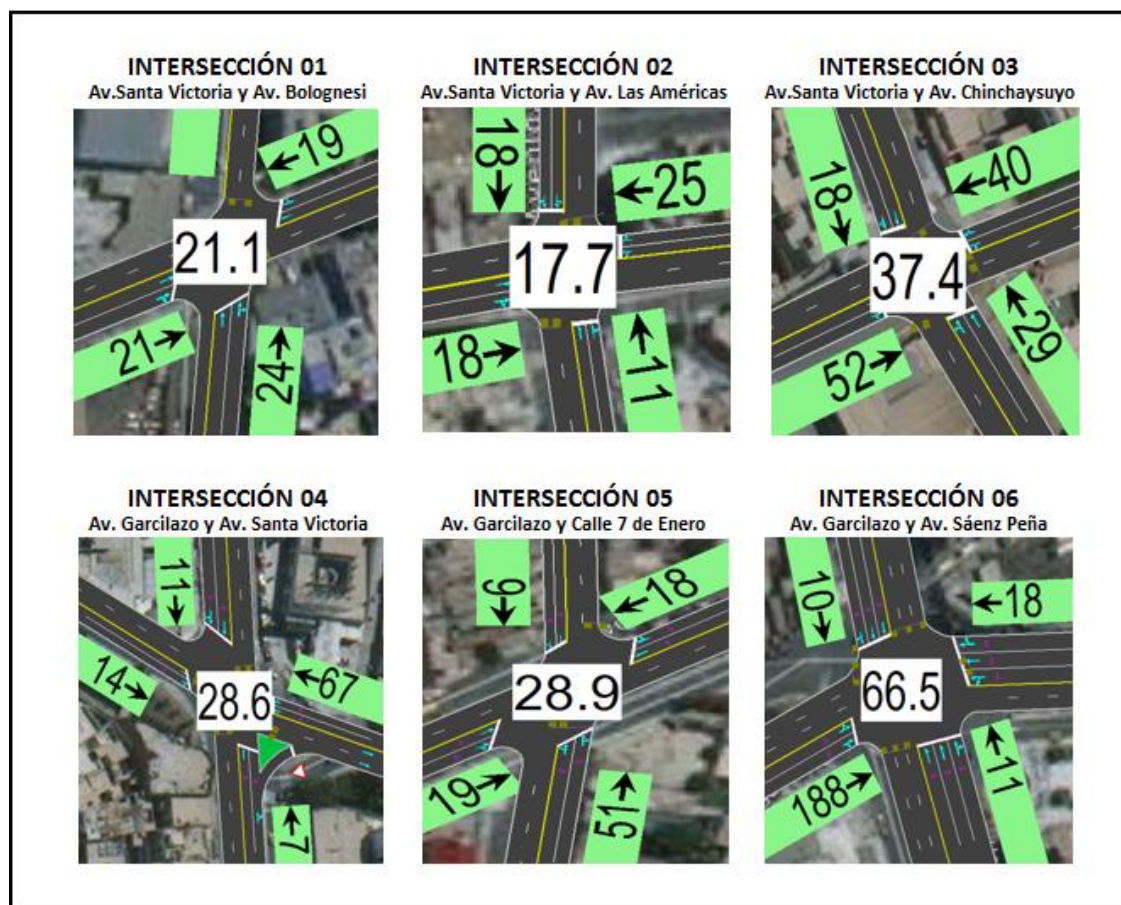 INTERSECCIÓN 01
Av.Santa Victoria y Av. Bolognesi
19
21.1
21
24
INTERSECCIÓN 02
Av.Santa Victoria y Av. Las Américas
18
25
17.7
18
11
INTERSECCIÓN 03
Av.Santa Victoria y Av. Chinchaysuyo
18
40
37.4
52
29
INTERSECCIÓN 04
Av. Garcilazo y Av. Santa Victoria
11
14
67
28.6
7
INTERSECCIÓN 05
Av. Garcilazo y Calle 7 de Enero
9
18
28.9
19
51
INTERSECCIÓN 06
Av. Garcilazo y Av. Sáenz Peña
10
18
66.5
188
11